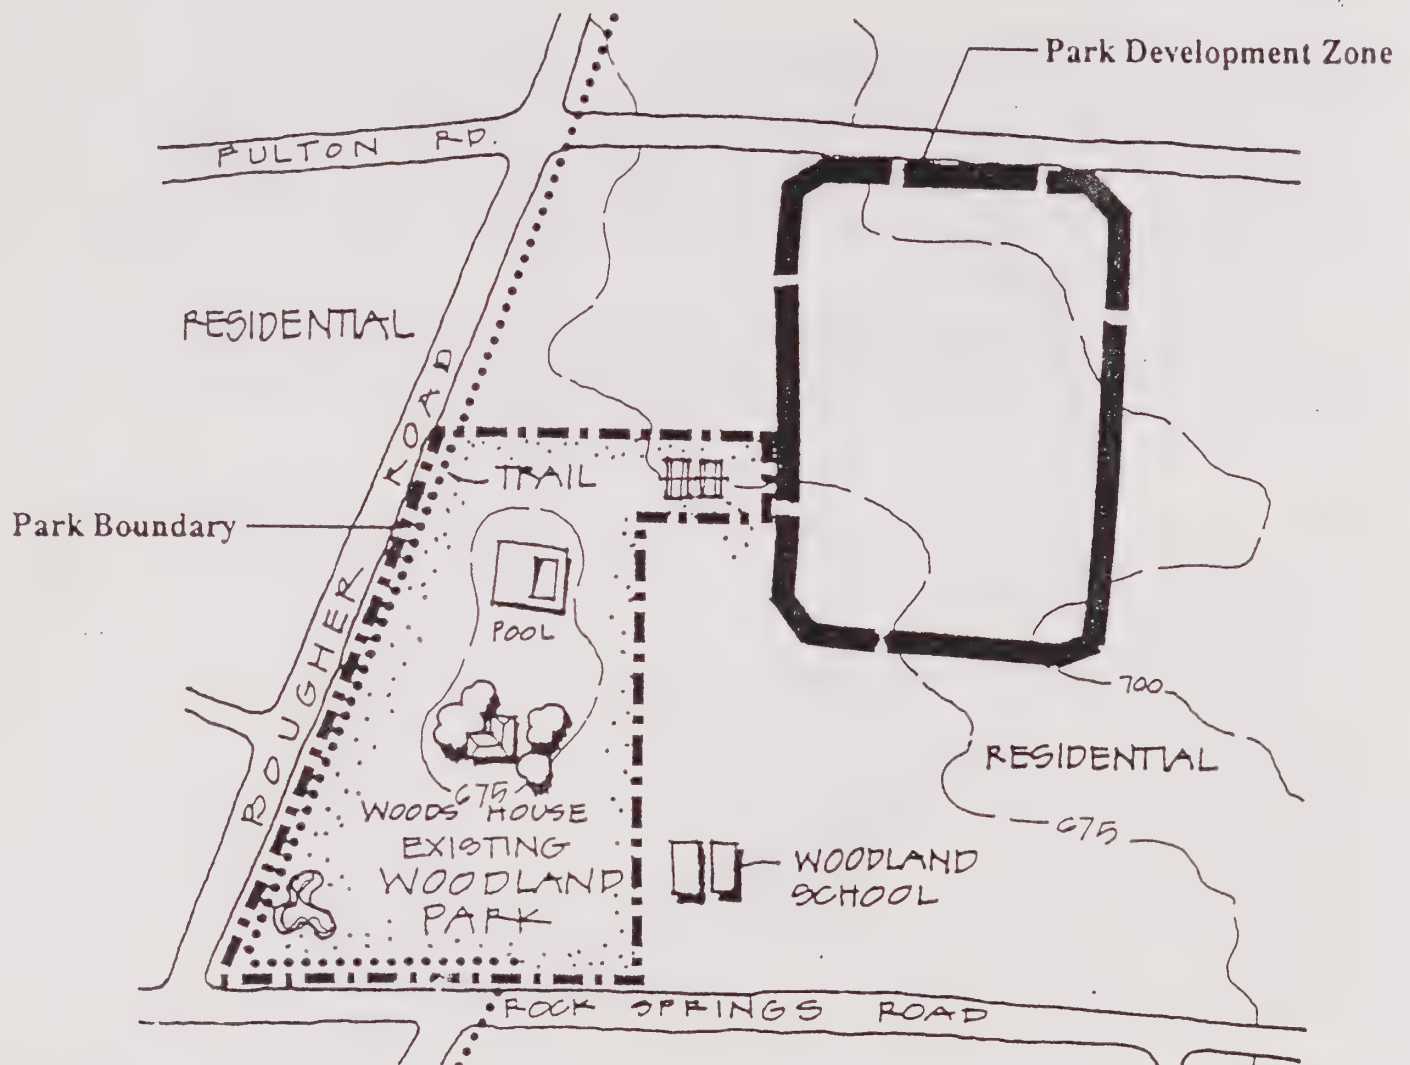 Park Development Zone
FULTON RD.
RESIDENTIAL
BOUGHER ROAD
TRAIL
Park Boundary
POOL
700
RESIDENTIAL
675
WOODS HOUSE
EXISTING
WOODLAND
PARK
675
WOODLAND
SCHOOL
ROCK SPRINGS ROAD